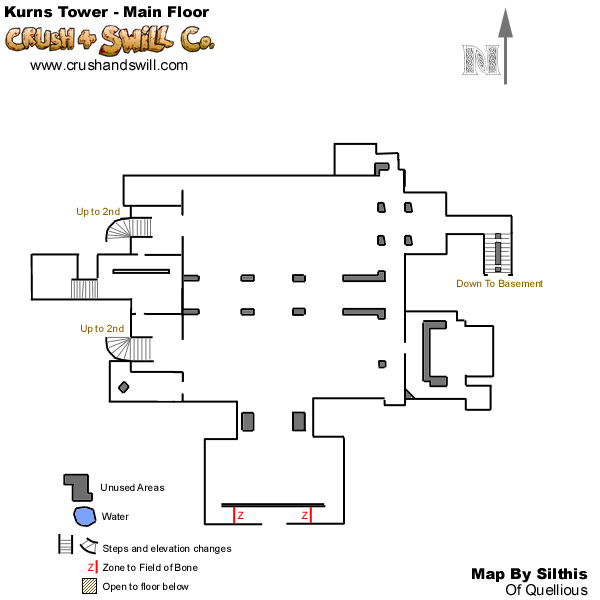 Kurns Tower - Main Floor
CRUSH + SWILL Co.
www.crushandswill.com
N
Up to 2nd
Down To Basement
Up to 2nd
Z Z
Unused Areas
Water
Steps and elevation changes
Z Zone to Field of Bone
Open to floor below
Map By Silthis
Of Quellious